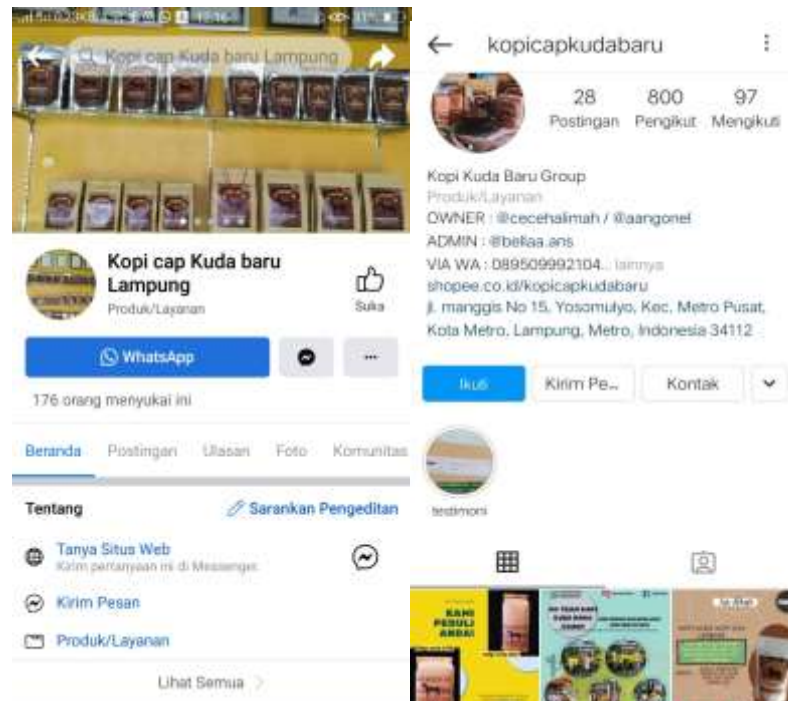 Kopi cap Kuda baru Lampung
Kopi cap Kuda baru
Lampung
Produk/Layanan
Suka
WhatsApp
176 orang menyukai ini
Beranda Postingan Ulasan Foto Komunitas
Tentang
Sarankan Pengeditan
Tanya Situs Web
Kirim pertanyaan ini di Messenger
Kirim Pesan
Produk/Layanan
Lihat Semua
kopicapkudabaru
28 800 97
Postingan Pengikut Mengikuti
Kopi Kuda Baru Group
Produk/Layanan
OWNER : @cecehalimah / @aangonel
ADMIN : @bellaa.ans
VIA WA : 089509992104... lainnya
shopee.co.id/kopicapkudabaru
jl. manggis No 15, Yosomulyo, Kec, Metro Pusat,
Kota Metro, Lampung, Metro, Indonesia 34112
Ikuti Kirim Pe... Kontak
testimoni
KAMI
PEDULI
ANDA!